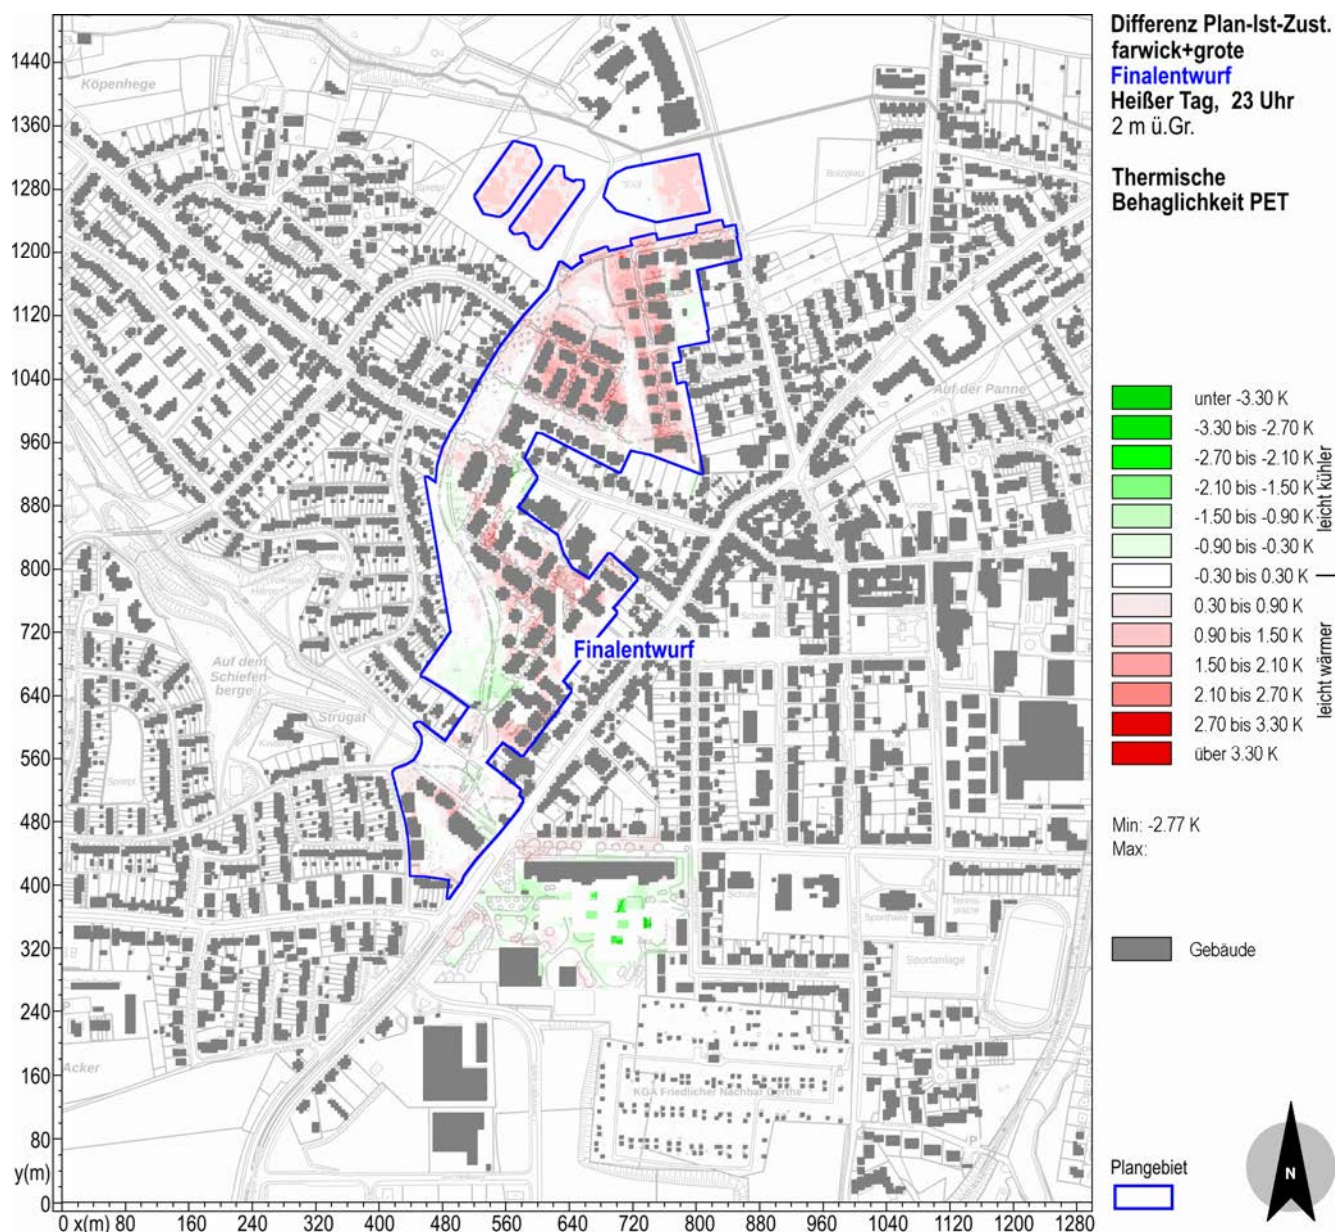 Differenz Plan-Ist-Zust.
farwick+grote
Finalentwurf
Heißer Tag, 23 Uhr
2 m ü.Gr.
Thermische
Behaglichkeit PET
unter -3.30 K
-3.30 bis -2.70 K
-2.70 bis -2.10 K
-2.10 bis -1.50 K
-1.50 bis -0.90 K
-0.90 bis -0.30 K
-0.30 bis 0.30 K
0.30 bis 0.90 K
0.90 bis 1.50 K
1.50 bis 2.10 K
2.10 bis 2.70 K
2.70 bis 3.30 K
über 3.30 K
leicht kühler
leicht wärmer
Min: -2.77 K
Max:
Gebäude
Plangebiet
N
1440
1360
1280
1200
1120
1040
960
880
800
720
640
560
480
400
320
240
160
80
y(m)
0
0 x(m) 80 160 240 320 400 480 560 640 720 800 880 960 1040 1120 1200 1280
Köpenhege
Bolzplatz
Auf der Panne
Finalentwurf
Auf dem
Schiefen
berge
Strügal
Sporthalle
Tennis
plätze
Sportanlage
KGA Friedlicher Nachbar Gerthe
Acker
P